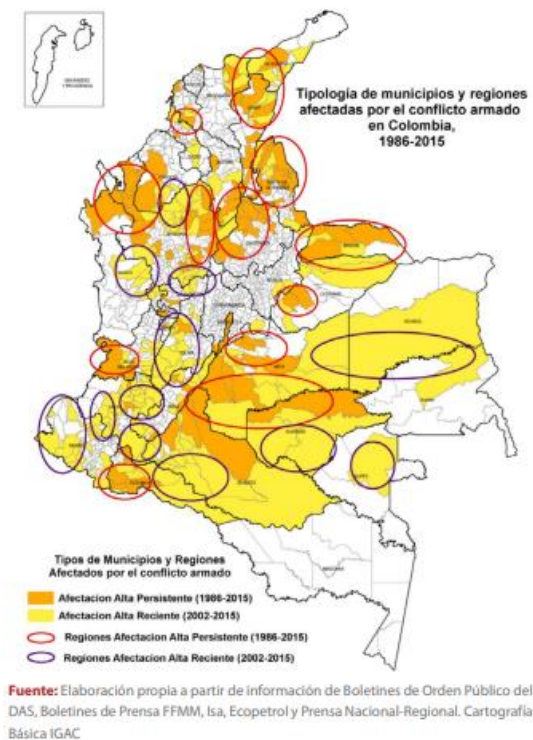 Tipología de municipios y regiones
afectadas por el conflicto armado
en Colombia,
1986-2015
Tipos de Municipios y Regiones
Afectados por el conflicto armado
Afectacion Alta Persistente (1986-2015)
Afectacion Alta Reciente (2002-2015)
Regiones Afectacion Alta Persistente (1986-2015)
Regiones Afectacion Alta Reciente (2002-2015)
Fuente: Elaboración propia a partir de información de Boletines de Orden Público del
DAS, Boletines de Prensa FFMM, Isa, Ecopetrol y Prensa Nacional-Regional. Cartografía
Básica IGAC